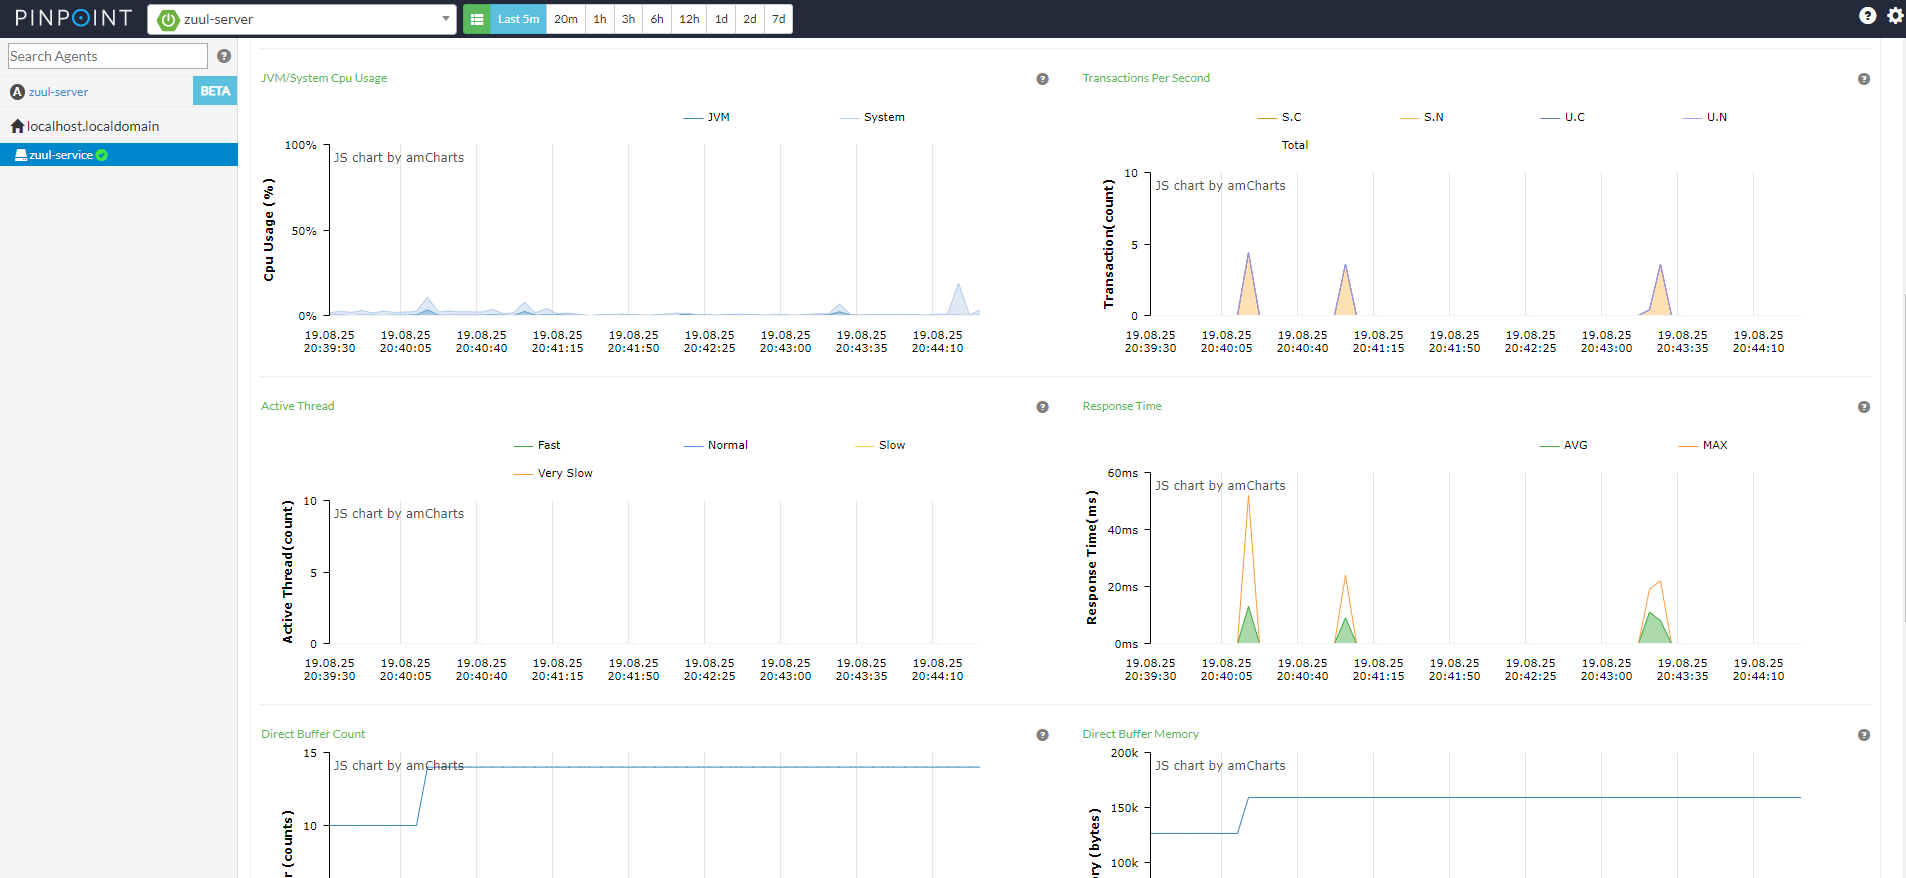 PINPOINT
zuul-server
Last 5m 20m 1h 3h 6h 12h 1d 2d 7d
Search Agents
A zuul-server BETA
localhost.localdomain
zuul-service
JVM/System Cpu Usage
JVM System
JS chart by amCharts
Cpu Usage (%)
100%
50%
0%
19.08.25 19.08.25 19.08.25 19.08.25 19.08.25 19.08.25 19.08.25 19.08.25 19.08.25
20:39:30 20:40:05 20:40:40 20:41:15 20:41:50 20:42:25 20:43:00 20:43:35 20:44:10
Transactions Per Second
S.C S.N U.C U.N
Total
JS chart by amCharts
Transaction(count)
10
5
0
19.08.25 19.08.25 19.08.25 19.08.25 19.08.25 19.08.25 19.08.25 19.08.25 19.08.25
20:39:30 20:40:05 20:40:40 20:41:15 20:41:50 20:42:25 20:43:00 20:43:35 20:44:10
Active Thread
Fast Normal Slow
Very Slow
JS chart by amCharts
Active Thread(count)
10
5
0
19.08.25 19.08.25 19.08.25 19.08.25 19.08.25 19.08.25 19.08.25 19.08.25 19.08.25
20:39:30 20:40:05 20:40:40 20:41:15 20:41:50 20:42:25 20:43:00 20:43:35 20:44:10
Response Time
AVG MAX
JS chart by amCharts
Response Time(ms)
60ms
40ms
20ms
0ms
19.08.25 19.08.25 19.08.25 19.08.25 19.08.25 19.08.25 19.08.25 19.08.25 19.08.25
20:39:30 20:40:05 20:40:40 20:41:15 20:41:50 20:42:25 20:43:00 20:43:35 20:44:10
Direct Buffer Count
JS chart by amCharts
(counts)
15
10
Direct Buffer Memory
JS chart by amCharts
(bytes)
200k
150k
100k